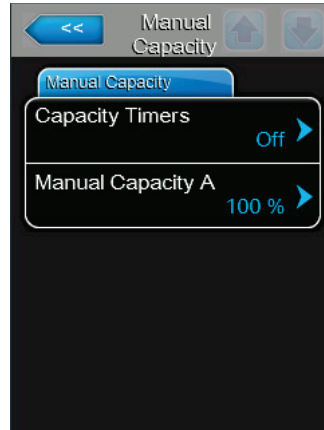 <<
Manual
Capacity
Manual Capacity
Capacity Timers
Off
Manual Capacity A
100 %